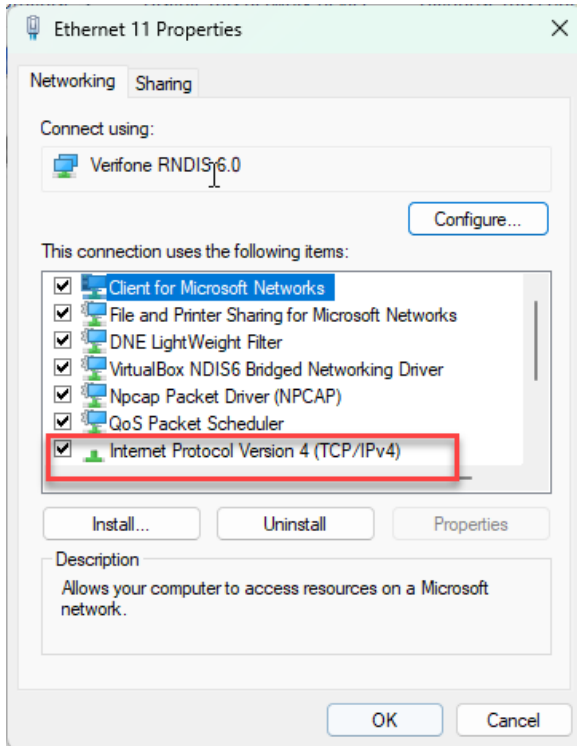 Ethernet 11 Properties
Networking
Sharing
Connect using:
Verifone RNDIS 6.0
Configure...
This connection uses the following items:
Client for Microsoft Networks
File and Printer Sharing for Microsoft Networks
DNE LightWeight Filter
VirtualBox NDIS6 Bridged Networking Driver
Npcap Packet Driver (NPCAP)
QoS Packet Scheduler
Internet Protocol Version 4 (TCP/IPv4)
Install...
Uninstall
Properties
Description
Allows your computer to access resources on a Microsoft
network.
OK
Cancel